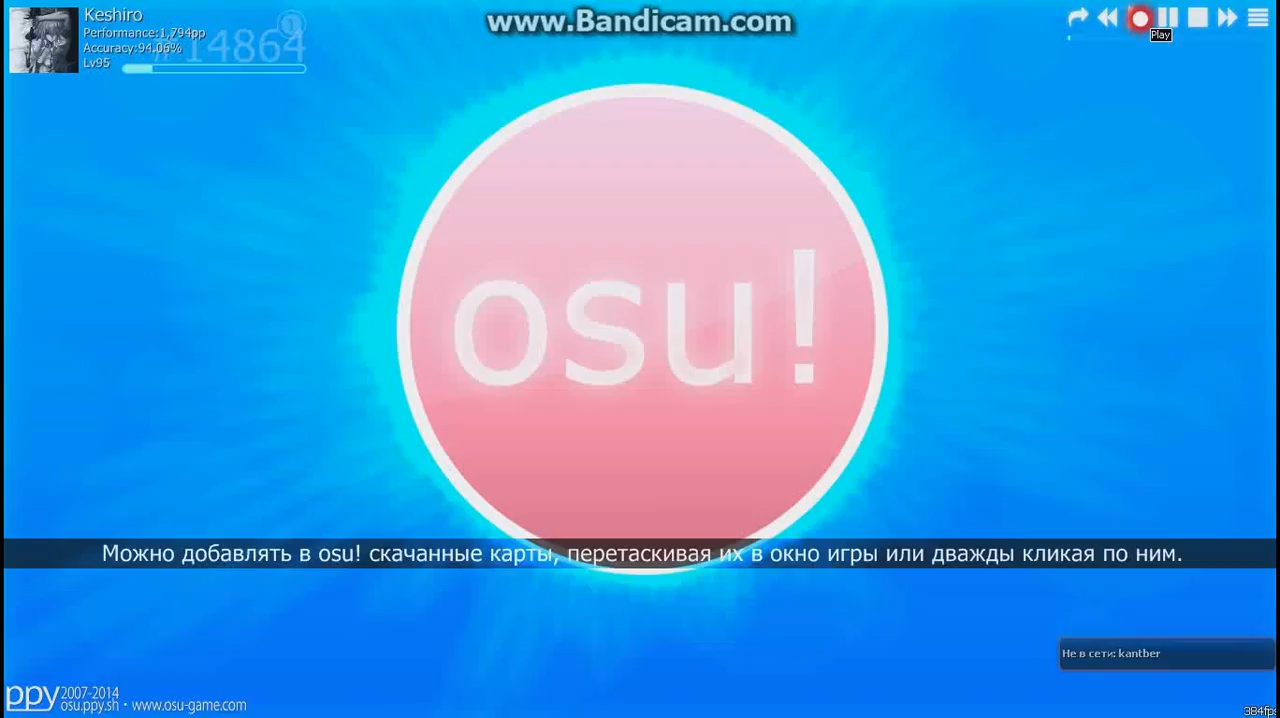 www.Bandicam.com
Keshiro
Performance:1,794pp
Accuracy:94.06%
Lv95
#14864
Play
osu!
Можно добавлять в osu! скачанные карты, перетаскивая их в окно игры или дважды кликая по ним.
Не в сети: kantber
ppy 2007-2014
osu.ppy.sh · www.osu-game.com
384fps